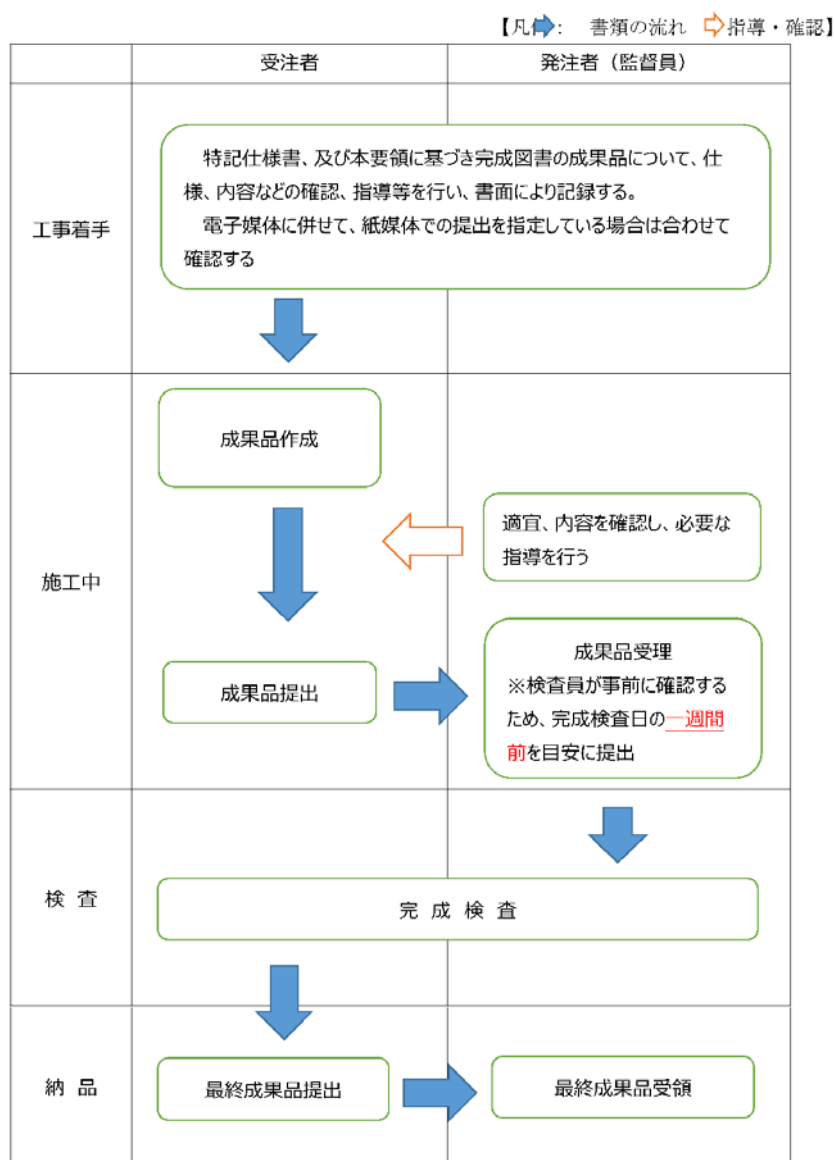 【凡例：　書類の流れ　指導・確認】
受注者
発注者（監督員）
工事着手
特記仕様書、及び本要領に基づき完成図書の成果品について、仕
様、内容などの確認、指導等を行い、書面により記録する。
電子媒体に併せて、紙媒体での提出を指定している場合は合わせて
確認する
施工中
成果品作成
適宜、内容を確認し、必要な
指導を行う
成果品提出
成果品受理
※検査員が事前に確認する
ため、完成検査日の一週間
前を目安に提出
検 査
完 成 検 査
納 品
最終成果品提出
最終成果品受領